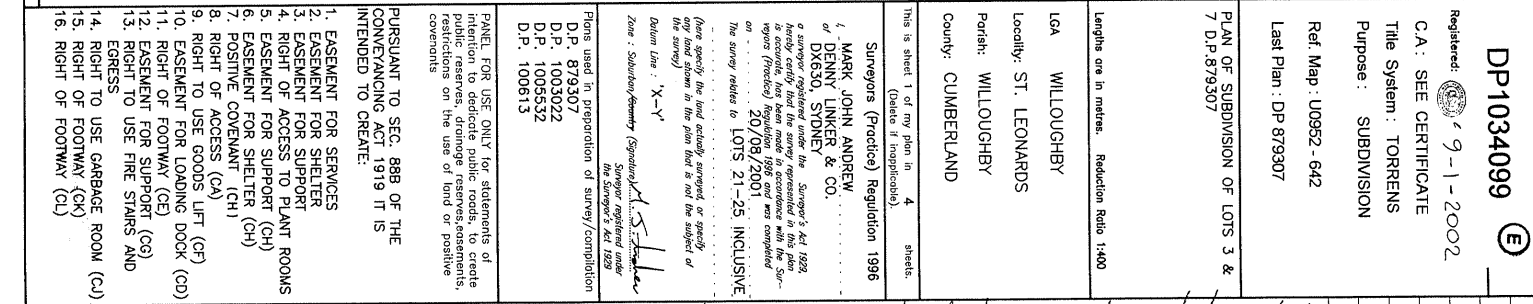 DP1034099 E
Registered: 9-1-2002
C.A: SEE CERTIFICATE
Title System: TORRENS
Purpose: SUBDIVISION
Ref. Map: U0952-642
Last Plan: DP 879307
PLAN OF SUBDIVISION OF LOTS 3 &
7 D.P.879307
Lengths are in metres. Reduction Ratio 1:400
LGA WILLOUGHBY
Locality: ST. LEONARDS
Parish: WILLOUGHBY
County: CUMBERLAND
This is sheet 1 of my plan in 4 sheets.
(Delete if inapplicable).
Surveyors (Practice) Regulation 1996
I, MARK JOHN ANDREW
of DENNY LINKER & CO.
DX630, SYDNEY
a surveyor registered under the Surveyor's Act 1929,
hereby certify that the survey represented in this plan
is accurate, has been made in accordance with the Sur-
veyors (Practice) Regulation 1996 and was completed
on 20/08/2001
The survey relates to LOTS 21-25 INCLUSIVE
(here specify the land actually surveyed, or specify
any land shown in the plan that is not the subject of
the survey)
Datum Line: 'X-Y'
Zone: Suburban/Country (Signature)
Surveyor registered under
the Surveyor's Act 1929
Plans used in preparation of survey/compilation
D.P. 879307
D.P. 1003022
D.P. 1005532
D.P. 100613
PANEL FOR USE ONLY for statements of
intention to dedicate public roads, to create
public reserves, drainage reserves,easements,
restrictions on the use of land or positive
covenants
PURSUANT TO SEC. 88B OF THE
CONVEYANCING ACT 1919 IT IS
INTENDED TO CREATE:
1. EASEMENT FOR SERVICES
2. EASEMENT FOR SHELTER
3. EASEMENT FOR SUPPORT
4. RIGHT OF ACCESS TO PLANT ROOMS
5. EASEMENT FOR SUPPORT (CH)
6. EASEMENT FOR SHELTER (CH)
7. POSITIVE COVENANT (CH)
8. RIGHT OF ACCESS (CA)
9. RIGHT TO USE GOODS LIFT (CF)
10. EASEMENT FOR LOADING DOCK (CD)
11. RIGHT OF FOOTWAY (CE)
12. EASEMENT FOR SUPPORT (CG)
13. RIGHT TO USE FIRE STAIRS AND
EGRESS
14. RIGHT TO USE GARBAGE ROOM (CJ)
15. RIGHT OF FOOTWAY (CK)
16. RIGHT OF FOOTWAY (CL)